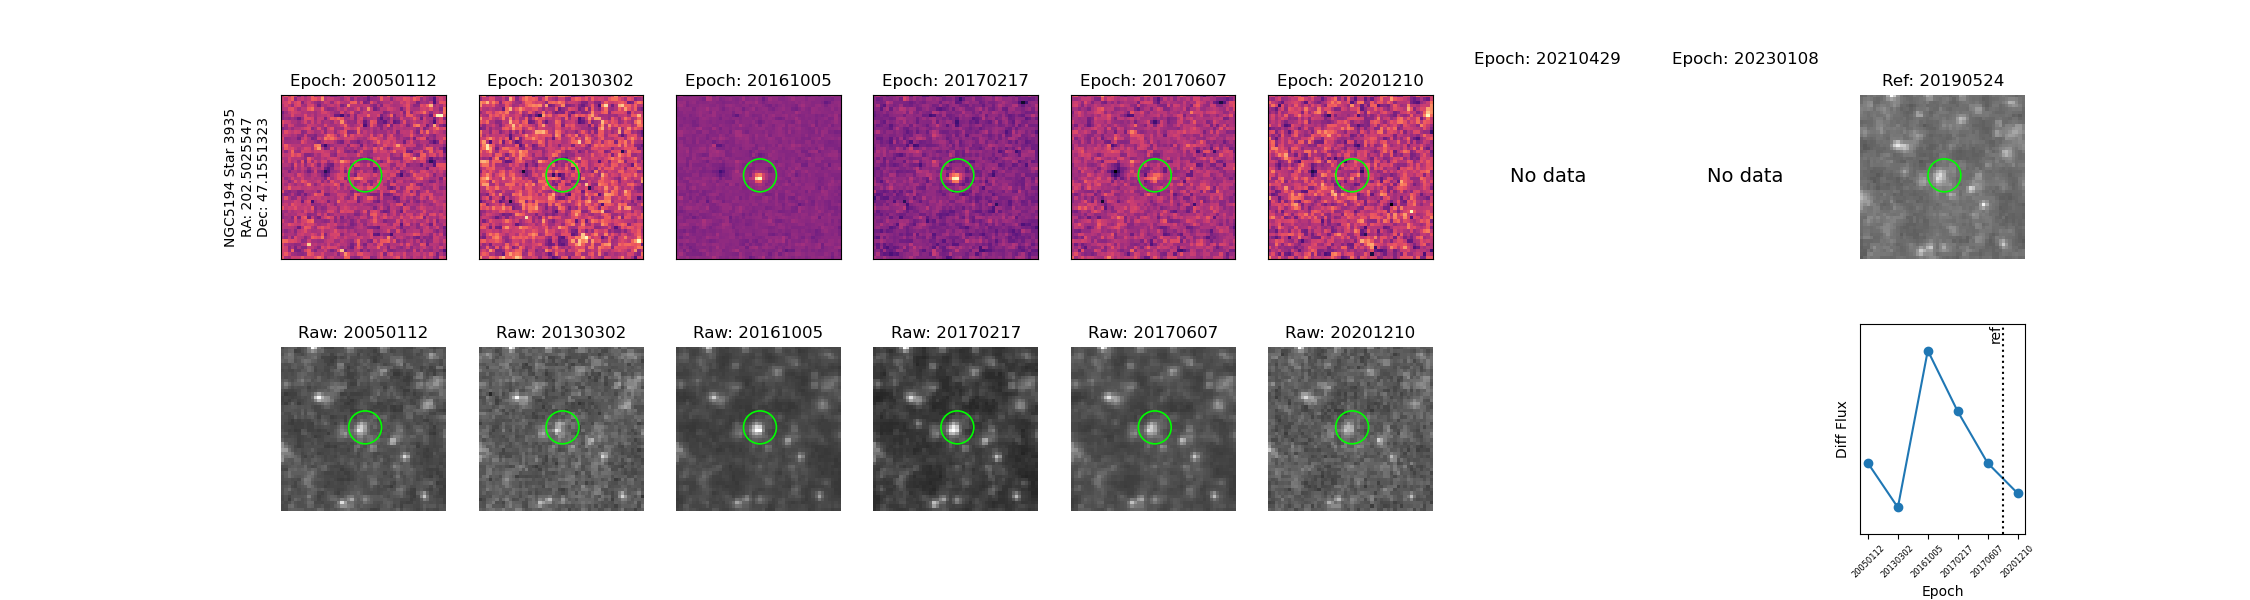 Epoch: 20210429
Epoch: 20230108
Epoch: 20050112
Epoch: 20130302
Epoch: 20161005
Epoch: 20170217
Epoch: 20170607
Epoch: 20201210
Ref: 20190524
NGC5194 Star 3935
RA: 202.5025547
Dec: 47.1551323
No data
No data
Raw: 20050112
Raw: 20130302
Raw: 20161005
Raw: 20170217
Raw: 20170607
Raw: 20201210
ref
Diff Flux
20050112
20130302
20161005
20170217
20170607
20201210
Epoch